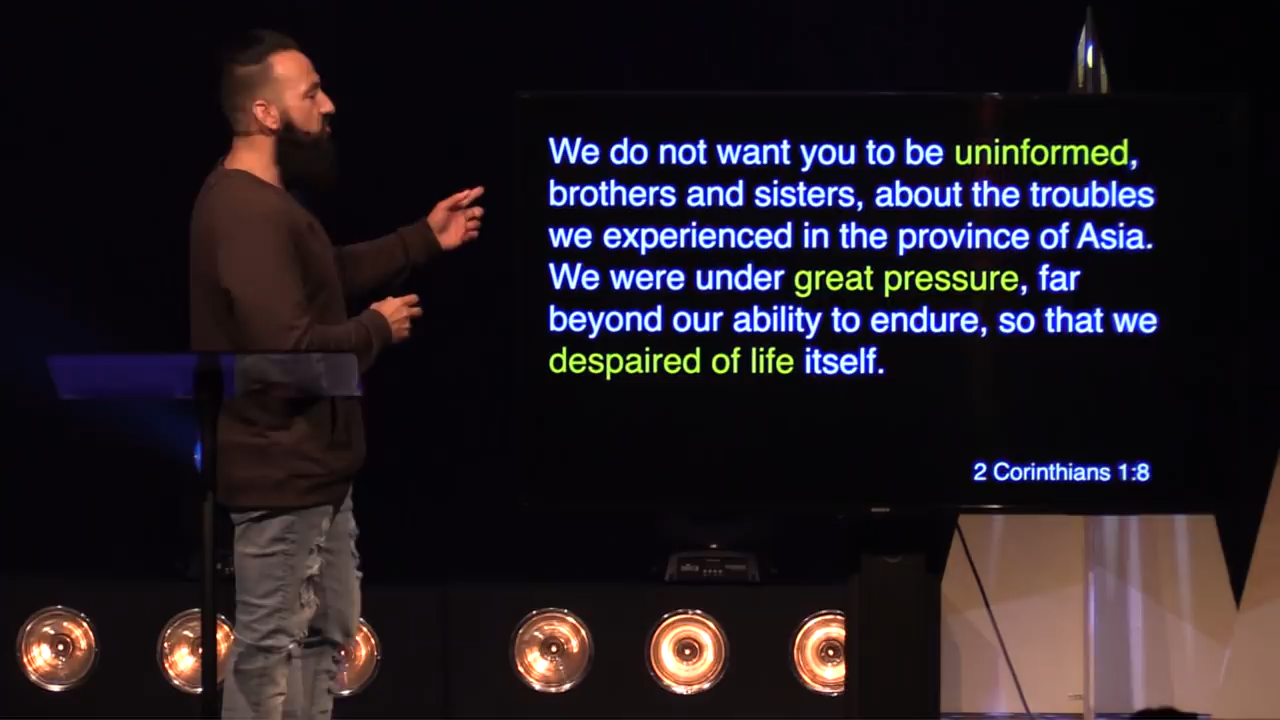 We do not want you to be uninformed,
brothers and sisters, about the troubles
we experienced in the province of Asia.
We were under great pressure, far
beyond our ability to endure, so that we
despaired of life itself.
2 Corinthians 1:8
SONY